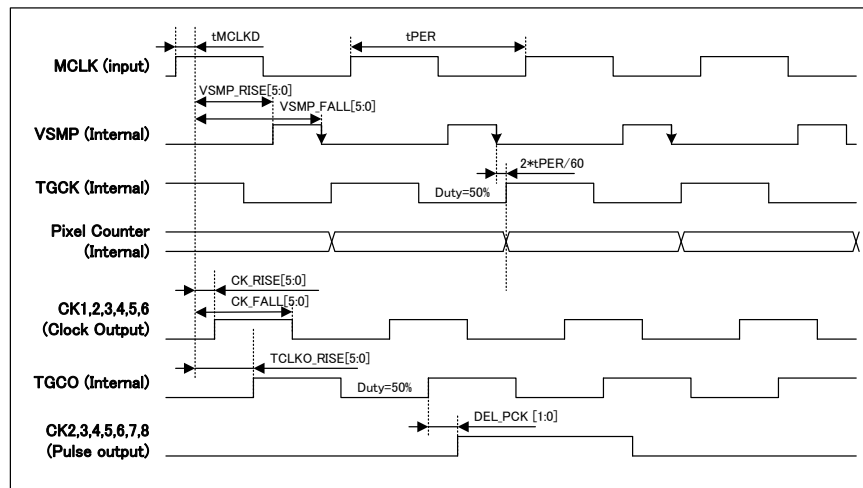 tMCLKD
tPER
MCLK (input)
VSMP_RISE[5:0]
VSMP_FALL[5:0]
VSMP (Internal)
2*tPER/60
TGCK (Internal)
Duty=50%
Pixel Counter
(Internal)
CK_RISE[5:0]
CK_FALL[5:0]
CK1,2,3,4,5,6
(Clock Output)
TCLKO_RISE[5:0]
TGCO (Internal)
Duty=50%
DEL_PCK [1:0]
CK2,3,4,5,6,7,8
(Pulse output)